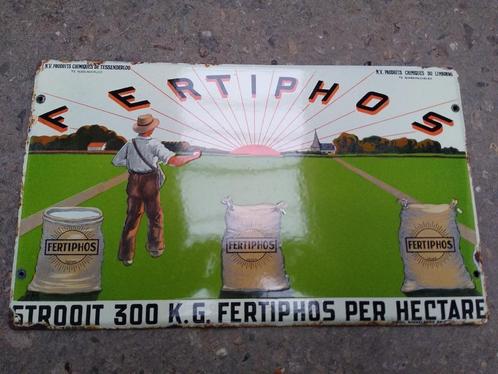 N.V. PRODUITS CHIMIQUES DE TESSENDERLOO
N.V. PRODUITS CHIMIQUES DU LIMBOURG
FERTIPHOS
FERTIPHOS
FERTIPHOS
FERTIPHOS
STROOIT 300 K.G. FERTIPHOS PER HECTARE